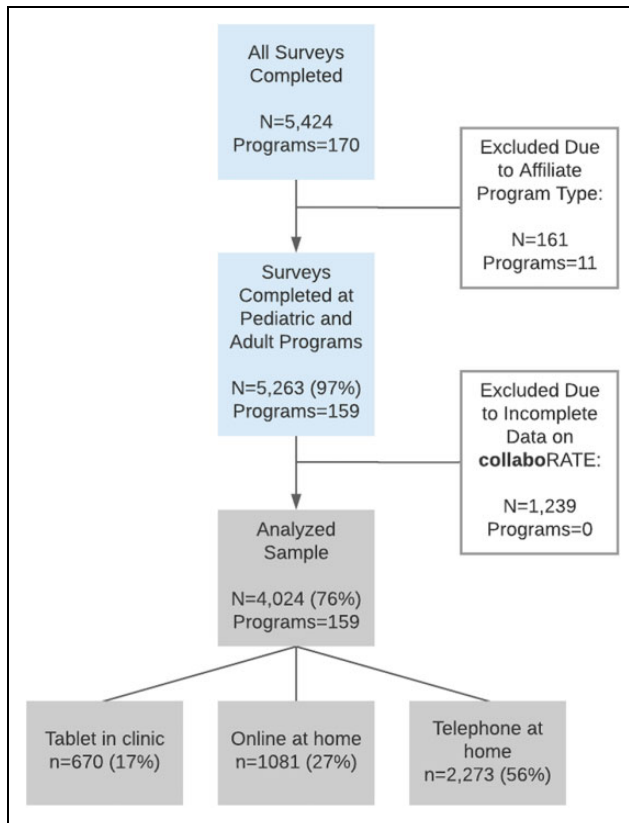 All Surveys
Completed
N=5,424
Programs=170
Excluded Due
to Affiliate
Program Type:
N=161
Programs=11
Surveys
Completed at
Pediatric and
Adult Programs
N=5,263 (97%)
Programs=159
Excluded Due
to Incomplete
Data on
collaboRATE:
N=1,239
Programs=0
Analyzed
Sample
N=4,024 (76%)
Programs=159
Tablet in clinic
n=670 (17%)
Online at home
n=1081 (27%)
Telephone at
home
n=2,273 (56%)